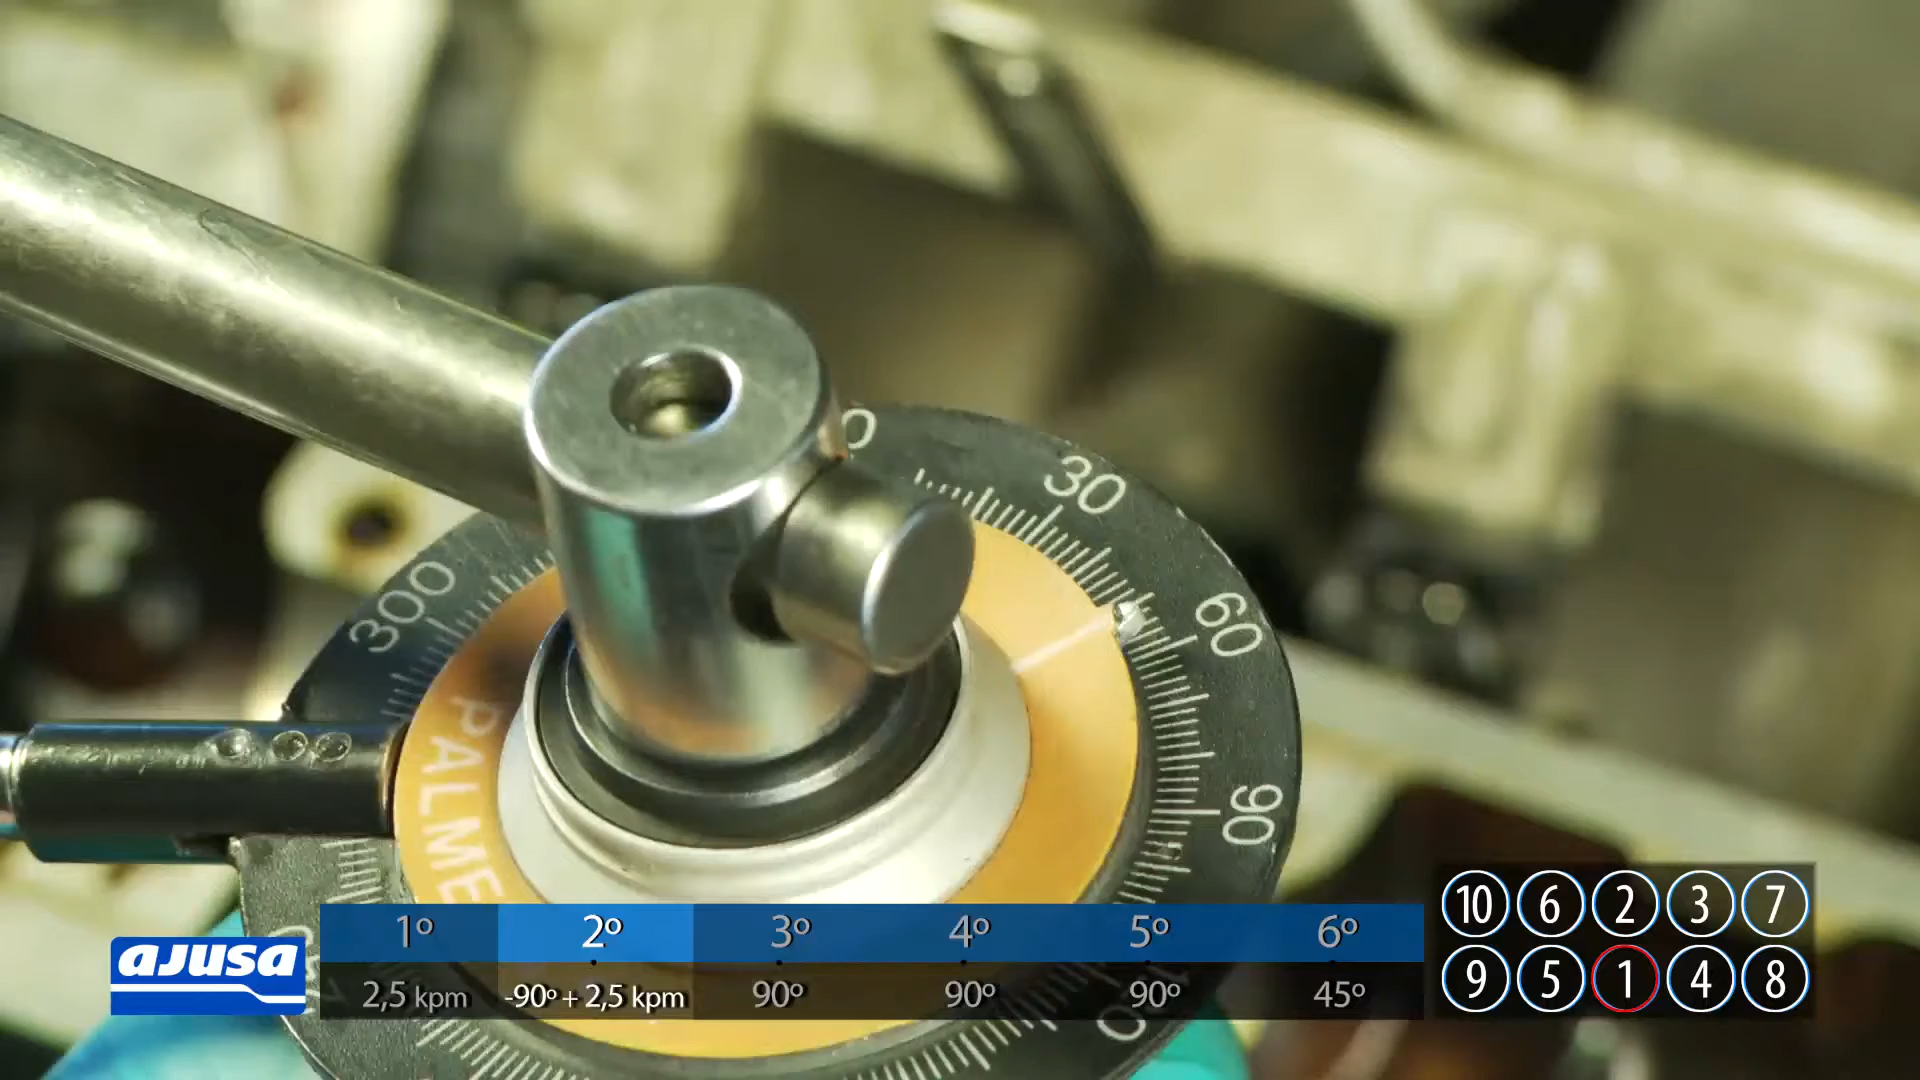 0
30
60
90
300
PALME
ajusa
1º 2º 3º 4º 5º 6º
2,5 kpm -90º + 2,5 kpm 90º 90º 90º 45º
10 6 2 3 7
9 5 1 4 8